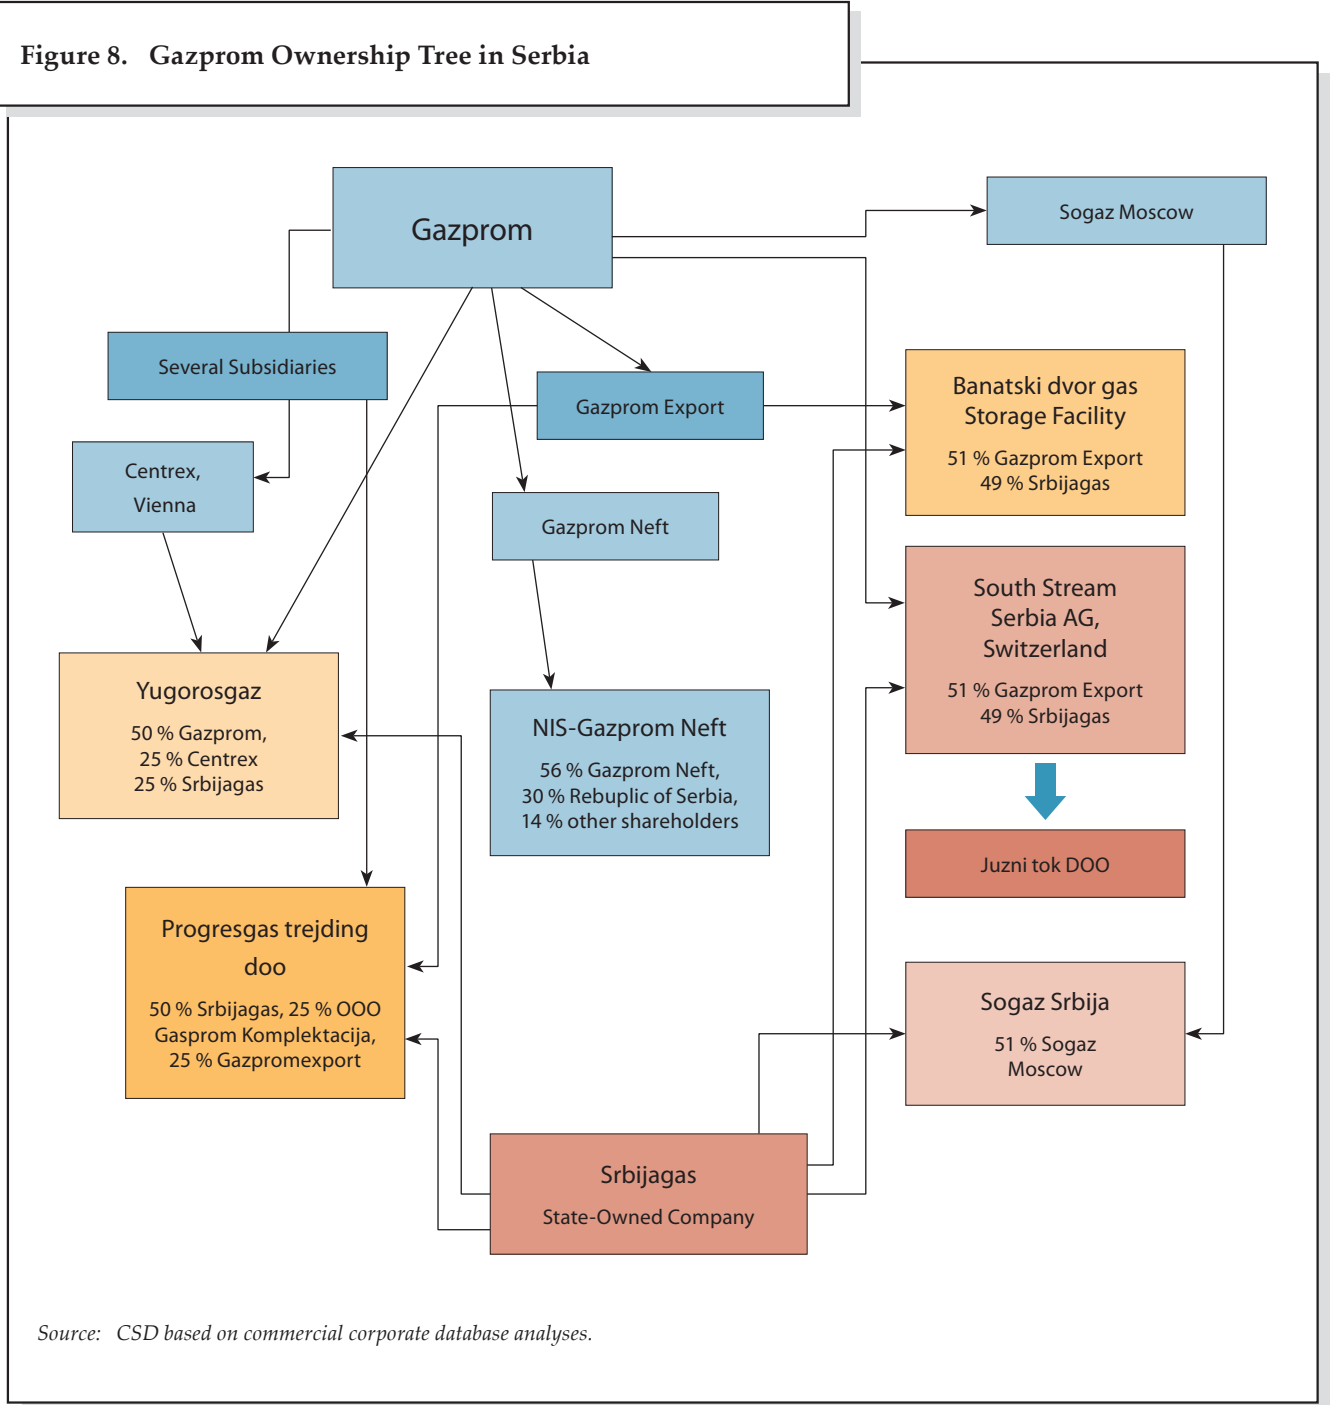 Figure 8. Gazprom Ownership Tree in Serbia
Gazprom
Sogaz Moscow
Several Subsidiaries
Gazprom Export
Banatski dvor gas
Storage Facility
51 % Gazprom Export
49 % Srbijagas
Centrex,
Vienna
Gazprom Neft
South Stream
Serbia AG,
Switzerland
51 % Gazprom Export
49 % Srbijagas
Yugorosgaz
50 % Gazprom,
25 % Centrex
25 % Srbijagas
NIS-Gazprom Neft
56 % Gazprom Neft,
30 % Rebuplic of Serbia,
14 % other shareholders
Juzni tok DOO
Progresgas trejding
doo
50 % Srbijagas, 25 % OOO
Gasprom Komplektacija,
25 % Gazpromexport
Sogaz Srbija
51 % Sogaz
Moscow
Srbijagas
State-Owned Company
Source: CSD based on commercial corporate database analyses.